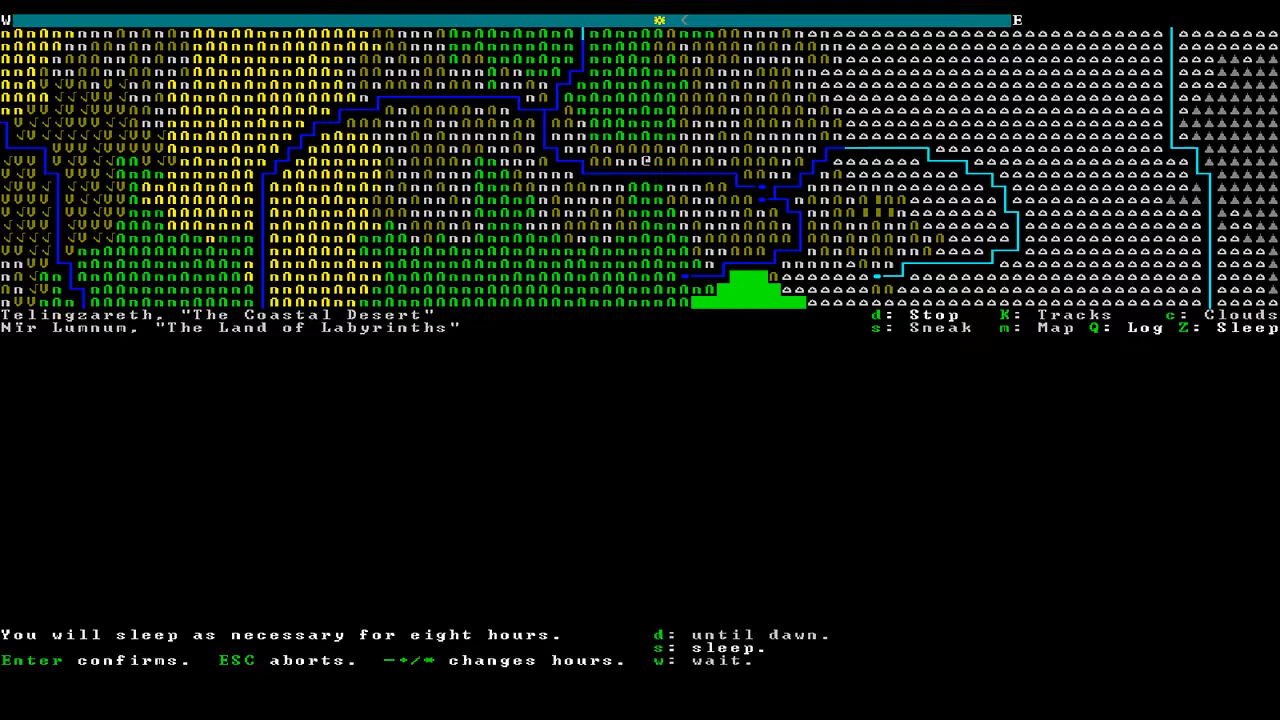 W E
Telingzareth, "The Coastal Desert"
Nïr Lumnum, "The Land of Labyrinths"
d: Stop K: Tracks c: Clouds
s: Sneak m: Map Q: Log Z: Sleep
You will sleep as necessary for eight hours.
Enter confirms. ESC aborts. -+/* changes hours.
d: until dawn.
s: sleep.
w: wait.